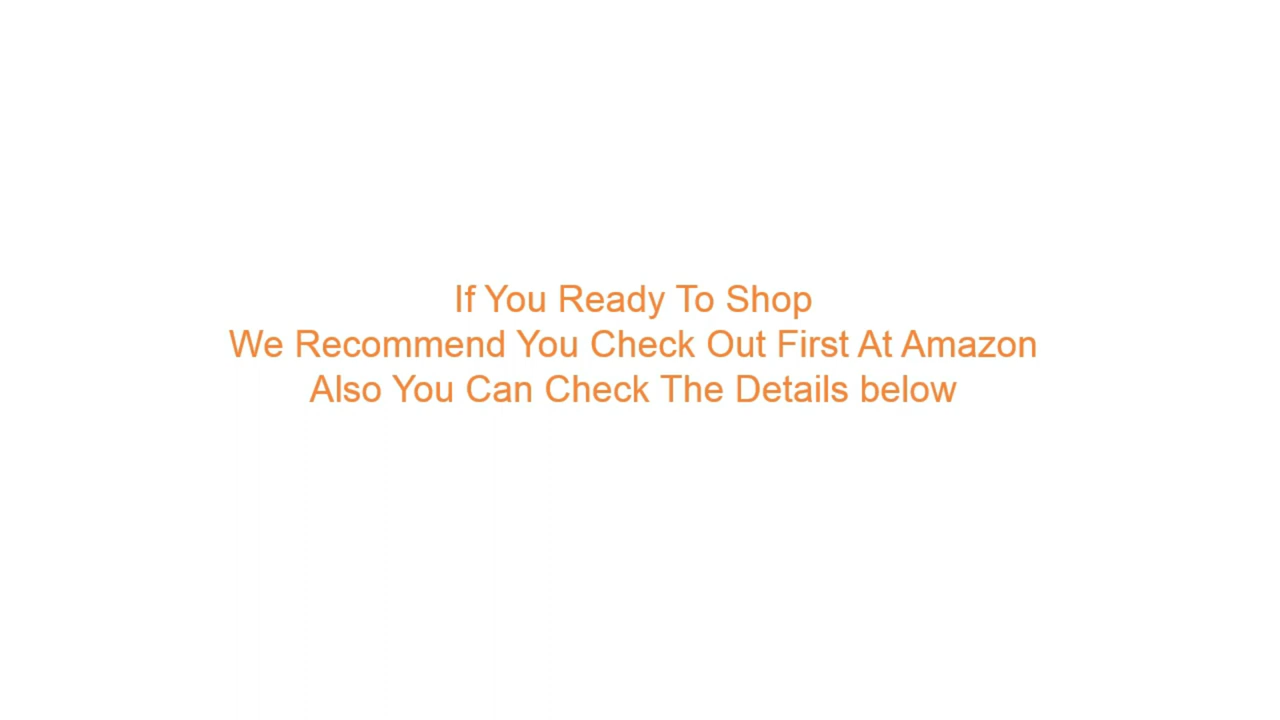 If You Ready To Shop
We Recommend You Check Out First At Amazon
Also You Can Check The Details below